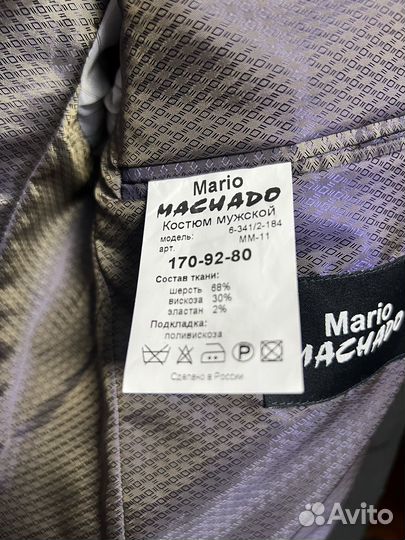 Mario
MACHADO
Костюм мужской
модель: 6-341/2-184
арт. ММ-11
170-92-80
Состав ткани:
шерсть 68%
вискоза 30%
эластан 2%
Подкладка:
поливискоза
P
Сделано в России
Mario
MACHADO
Avito